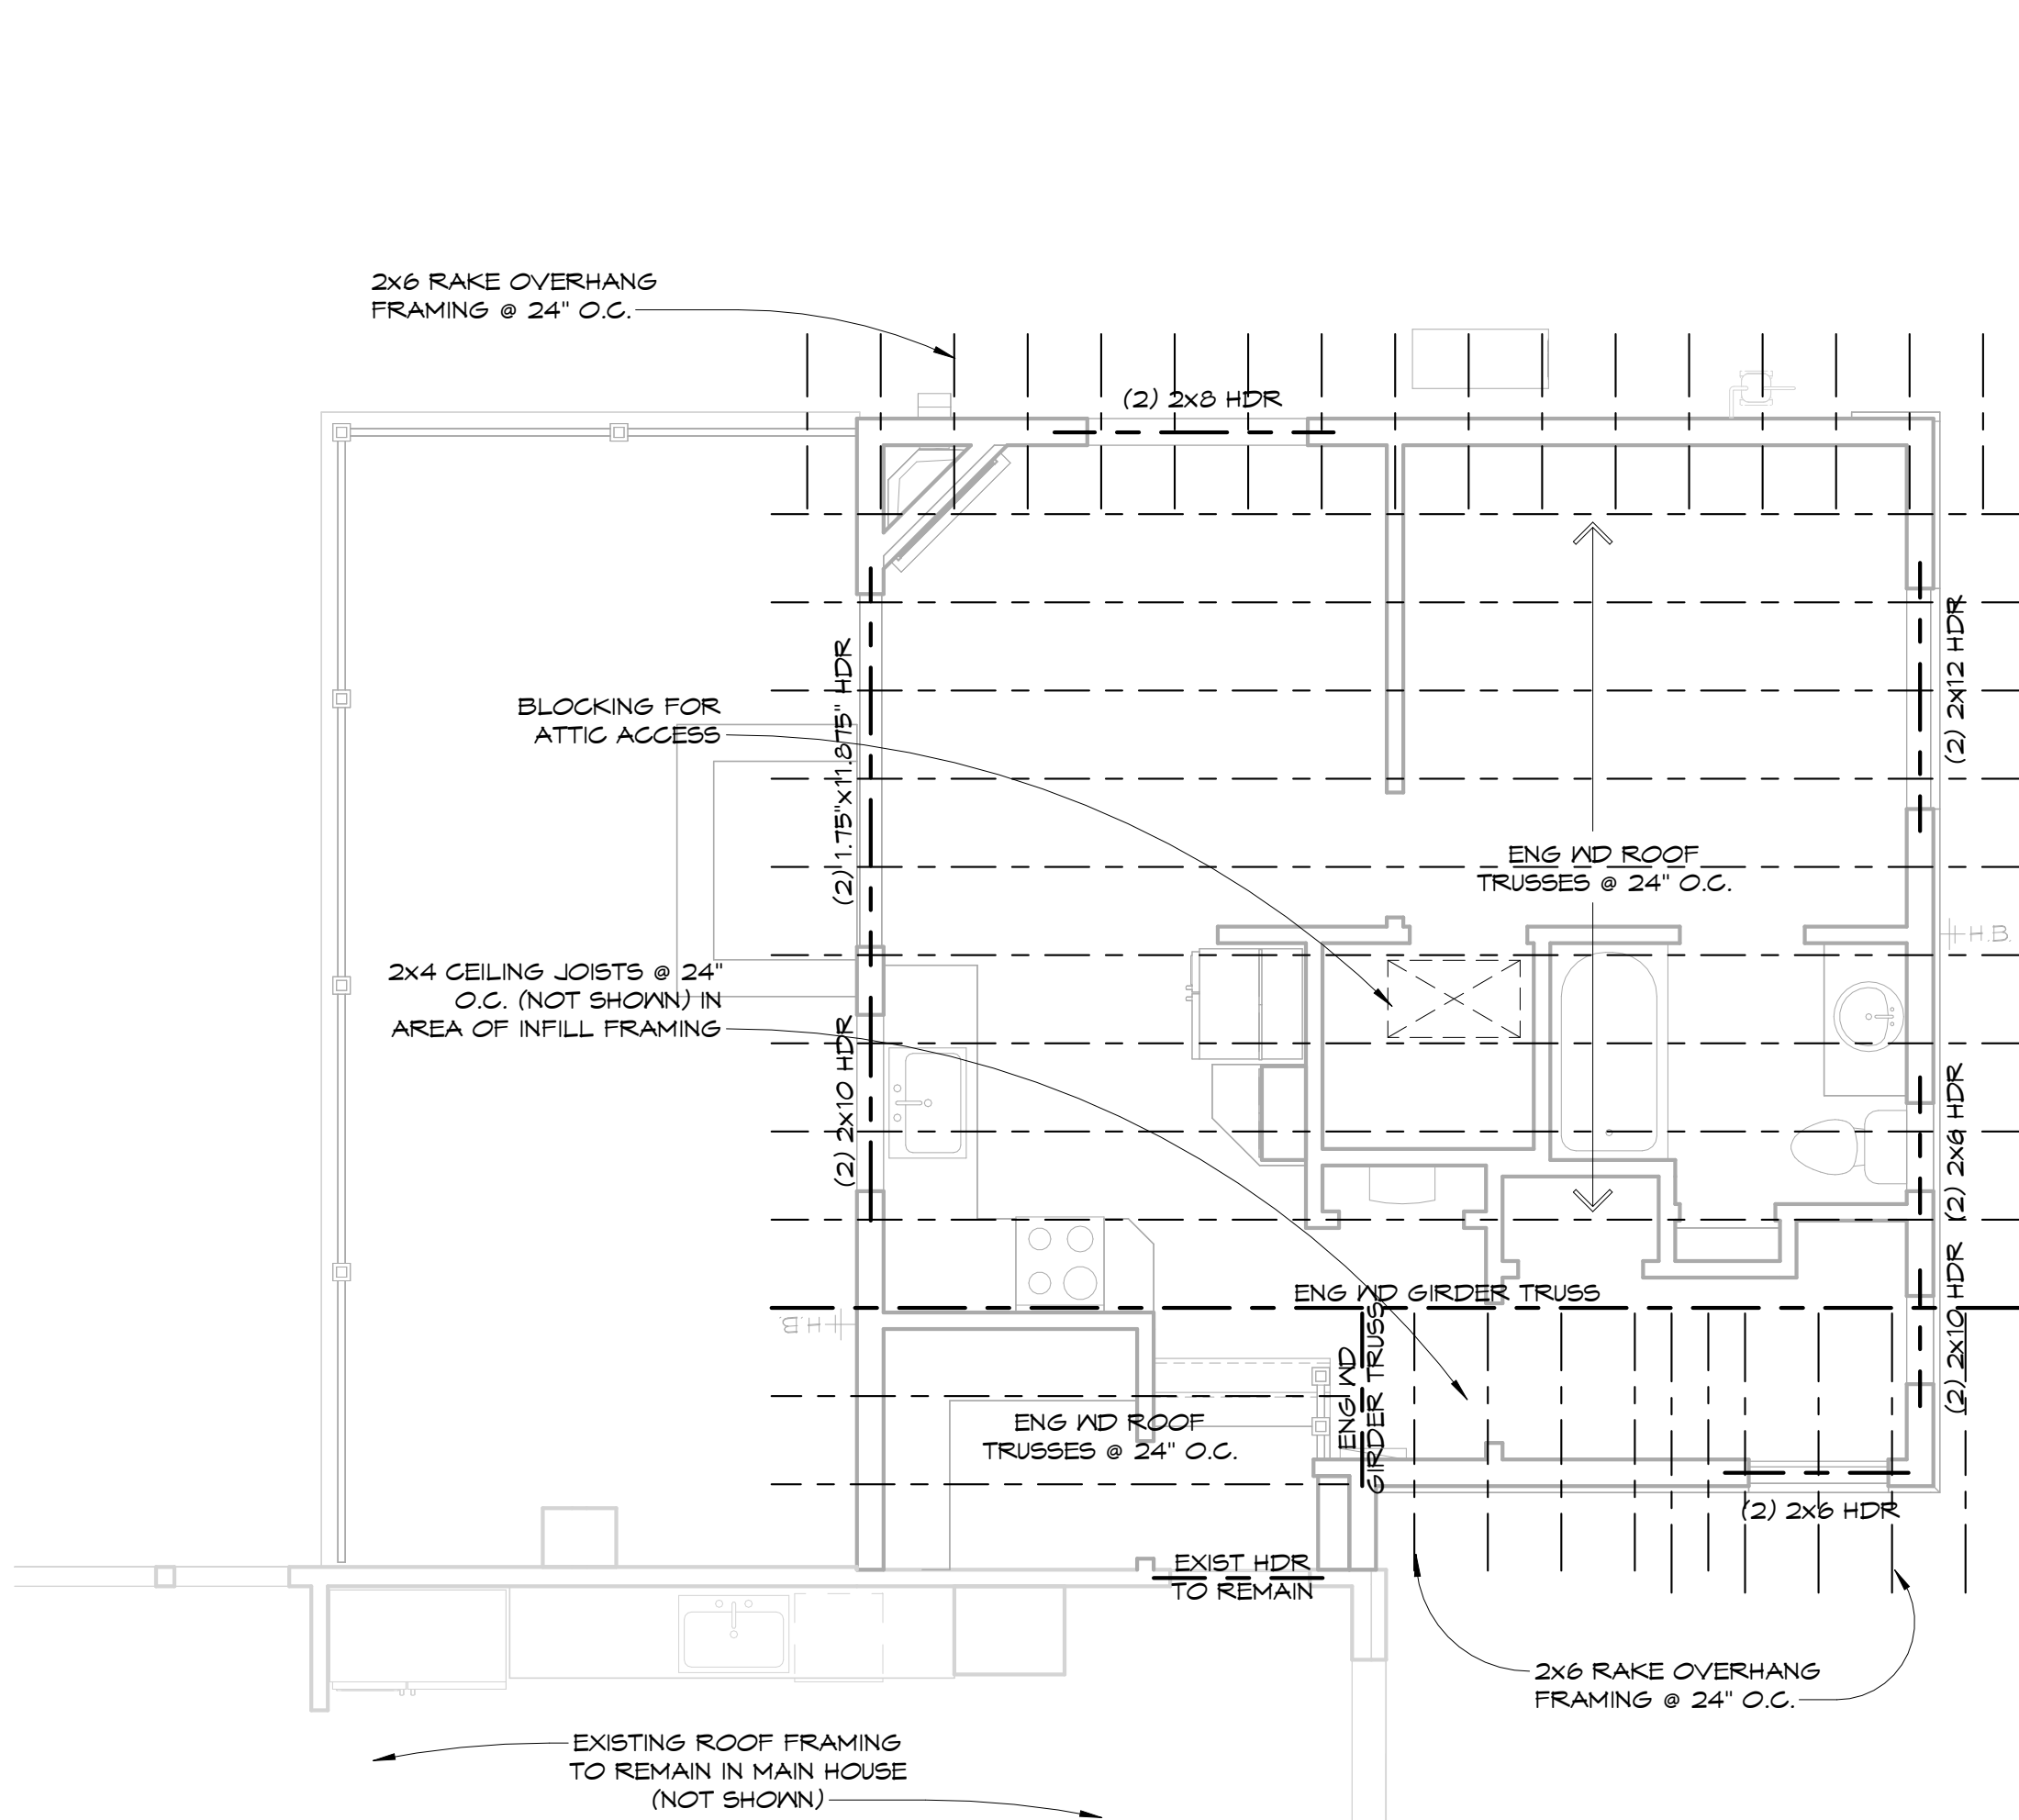 2x6 RAKE OVERHANG
FRAMING @ 24" O.C.
(2) 2x8 HDR
(2) 2x12 HDR
(2) 1.75"x11.875" HDR
BLOCKING FOR
ATTIC ACCESS
ENG WD ROOF
TRUSSES @ 24" O.C.
H.B.
2x4 CEILING JOISTS @ 24"
O.C. (NOT SHOWN) IN
AREA OF INFILL FRAMING
(2) 2x10 HDR
(2) 2x6 HDR
ENG WD GIRDER TRUSS
(2) 2x10 HDR
H.B.
ENG WD
GIRDER TRUSS
ENG WD ROOF
TRUSSES @ 24" O.C.
(2) 2x6 HDR
EXIST HDR
TO REMAIN
2x6 RAKE OVERHANG
FRAMING @ 24" O.C.
EXISTING ROOF FRAMING
TO REMAIN IN MAIN HOUSE
(NOT SHOWN)